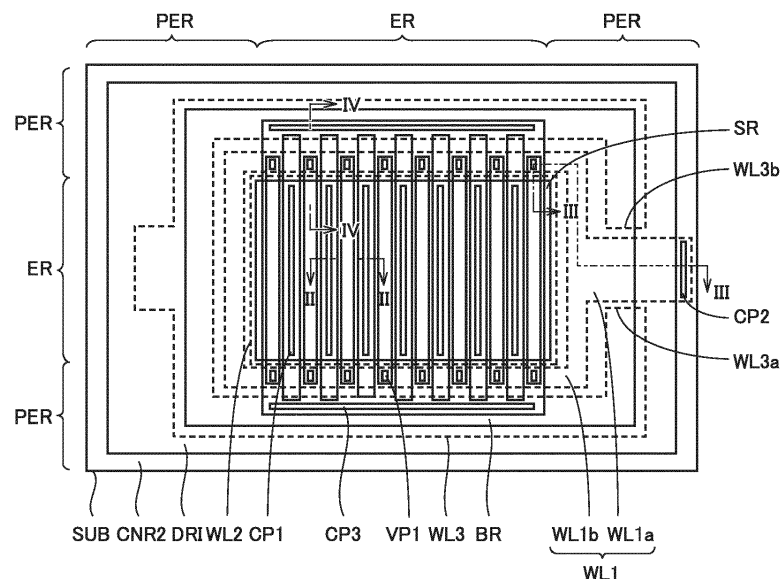 PER ER PER
PER
IV
SR
WL3b
III
ER
IV
II II
III
CP2
WL3a
PER
SUB CNR2 DRI WL2 CP1 CP3 VP1 WL3 BR WL1b WL1a
WL1